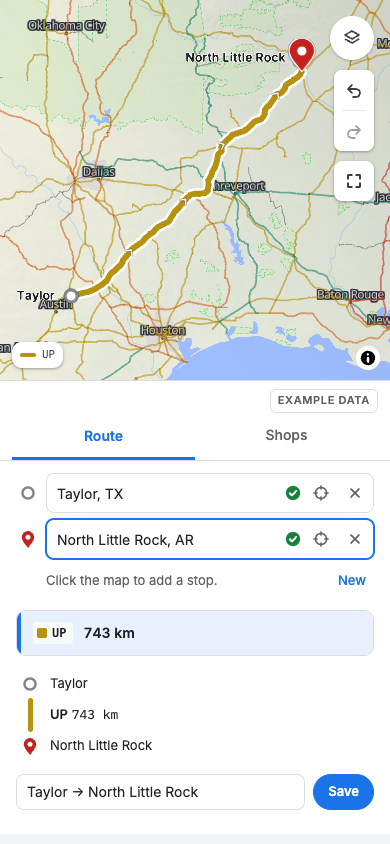 Oklahoma City
North Little Rock
Dallas
hreveport
Taylor
Austin
Houston
Baton Rouge
New
UP
EXAMPLE DATA
Route
Shops
Taylor, TX
North Little Rock, AR
Click the map to add a stop.
New
UP 743 km
Taylor
UP 743 km
North Little Rock
Taylor → North Little Rock
Save